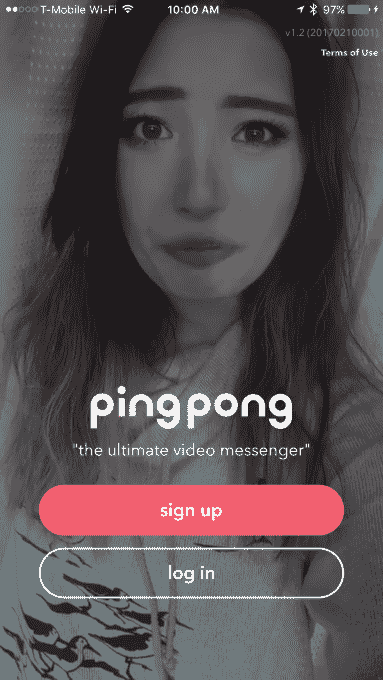 T-Mobile Wi-Fi 10:00 AM 97%
v1.2 (20170210001)
Terms of Use
pingpong
"the ultimate video messenger"
sign up
log in